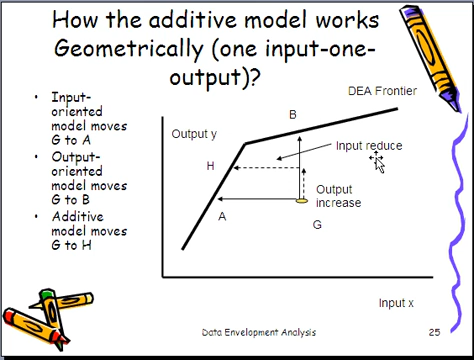 How the additive model works
Geometrically (one input-one-
output)?
• Input-
oriented
model moves
G to A
• Output-
oriented
model moves
G to B
• Additive
model moves
G to H
DEA Frontier
B
Output y
Input reduce
H
Output
increase
A
G
Input x
Data Envelopment Analysis
25